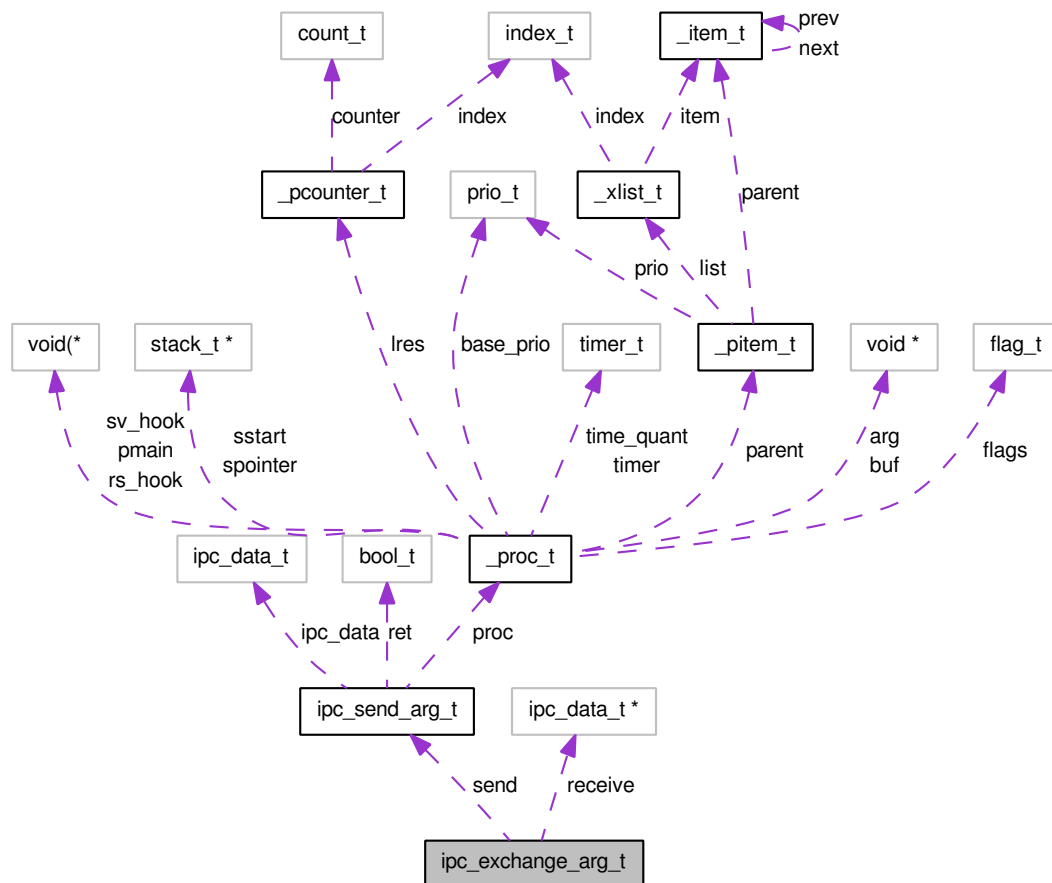 count_t
index_t
_item_t
prev
next
counter
index
index
item
_pcounter_t
prio_t
_xlist_t
parent
prio
list
void(*
stack_t *
lres
base_prio
timer_t
_pitem_t
void *
flag_t
sv_hook
pmain
rs_hook
sstart
spointer
time_quant
timer
parent
arg
buf
flags
ipc_data_t
bool_t
_proc_t
ipc_data
ret
proc
ipc_send_arg_t
ipc_data_t *
send
receive
ipc_exchange_arg_t